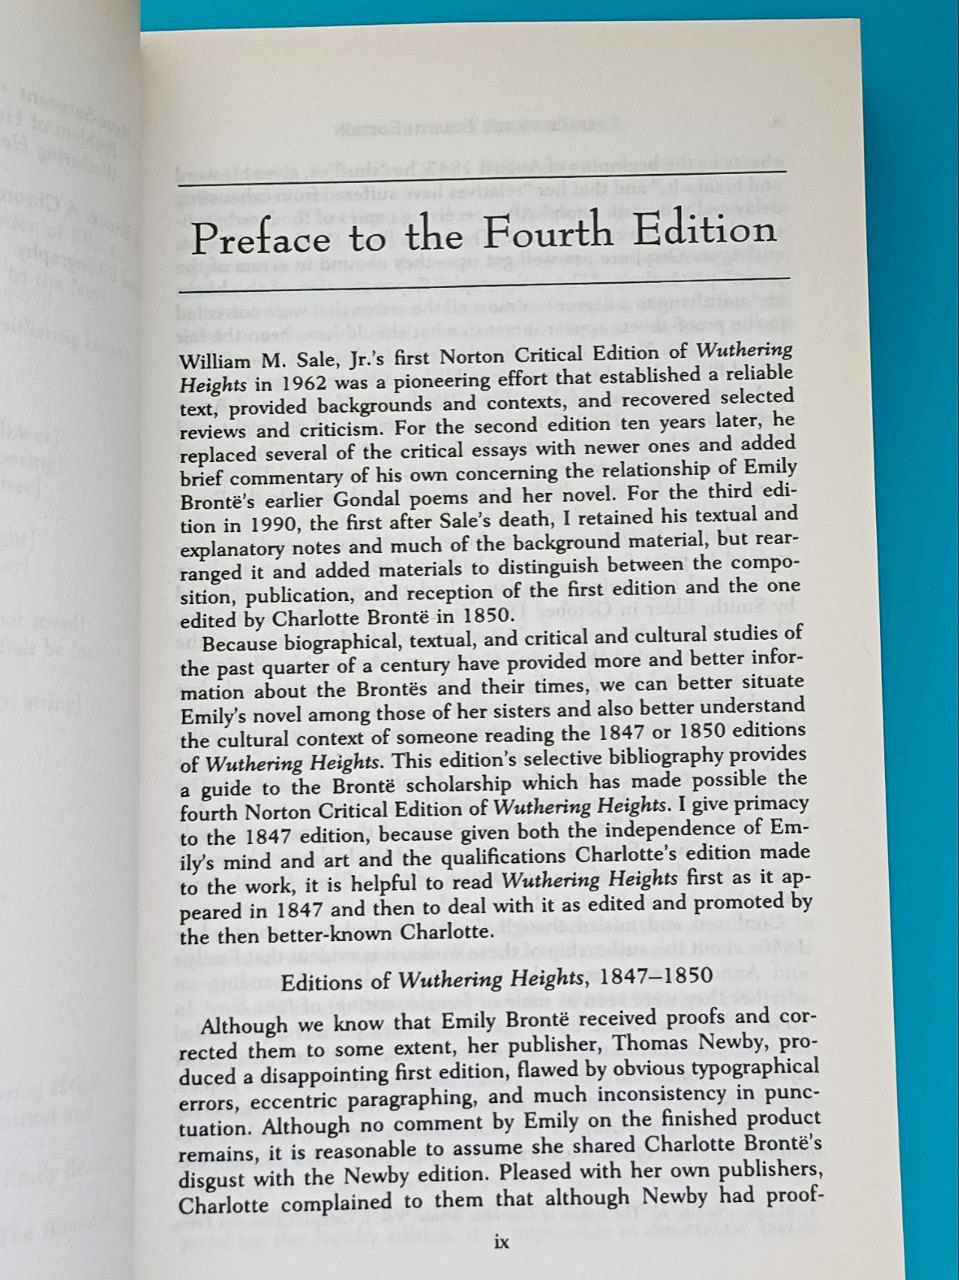 Preface to the Fourth Edition
William M. Sale, Jr.'s first Norton Critical Edition of Wuthering
Heights in 1962 was a pioneering effort that established a reliable
text, provided backgrounds and contexts, and recovered selected
reviews and criticism. For the second edition ten years later, he
replaced several of the critical essays with newer ones and added
brief commentary of his own concerning the relationship of Emily
Brontë's earlier Gondal poems and her novel. For the third edi-
tion in 1990, the first after Sale's death, I retained his textual and
explanatory notes and much of the background material, but rear-
ranged it and added materials to distinguish between the compo-
sition, publication, and reception of the first edition and the one
edited by Charlotte Brontë in 1850.
Because biographical, textual, and critical and cultural studies of
the past quarter of a century have provided more and better infor-
mation about the Brontës and their times, we can better situate
Emily's novel among those of her sisters and also better understand
the cultural context of someone reading the 1847 or 1850 editions
of Wuthering Heights. This edition's selective bibliography provides
a guide to the Brontë scholarship which has made possible the
fourth Norton Critical Edition of Wuthering Heights. I give primacy
to the 1847 edition, because given both the independence of Em-
ily's mind and art and the qualifications Charlotte's edition made
to the work, it is helpful to read Wuthering Heights first as it ap-
peared in 1847 and then to deal with it as edited and promoted by
the then better-known Charlotte.
Editions of Wuthering Heights, 1847–1850
Although we know that Emily Brontë received proofs and cor-
rected them to some extent, her publisher, Thomas Newby, pro-
duced a disappointing first edition, flawed by obvious typographical
errors, eccentric paragraphing, and much inconsistency in punc-
tuation. Although no comment by Emily on the finished product
remains, it is reasonable to assume she shared Charlotte Brontë's
disgust with the Newby edition. Pleased with her own publishers,
Charlotte complained to them that although Newby had proof-
ix